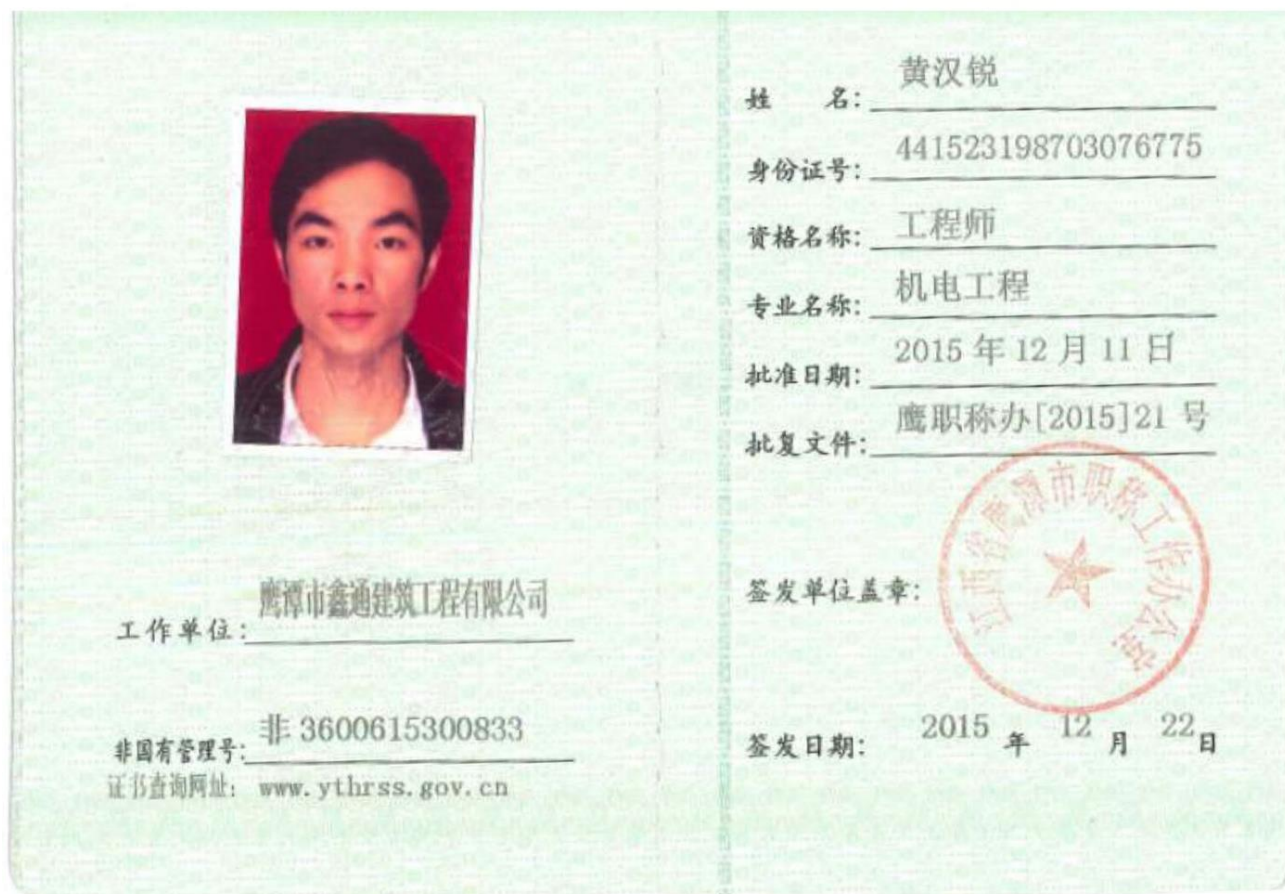 工作单位：鹰潭市鑫通建筑工程有限公司
非国有管理号：非 3600615300833
证书查询网址： www.ythrss.gov.cn
姓 名：黄汉锐
身份证号：441523198703076775
资格名称：工程师
专业名称：机电工程
批准日期：2015 年 12 月 11 日
批复文件：鹰职称办[2015]21 号
签发单位盖章：
江西省鹰潭市职称工作办公室
签发日期： 2015 年 12 月 22 日